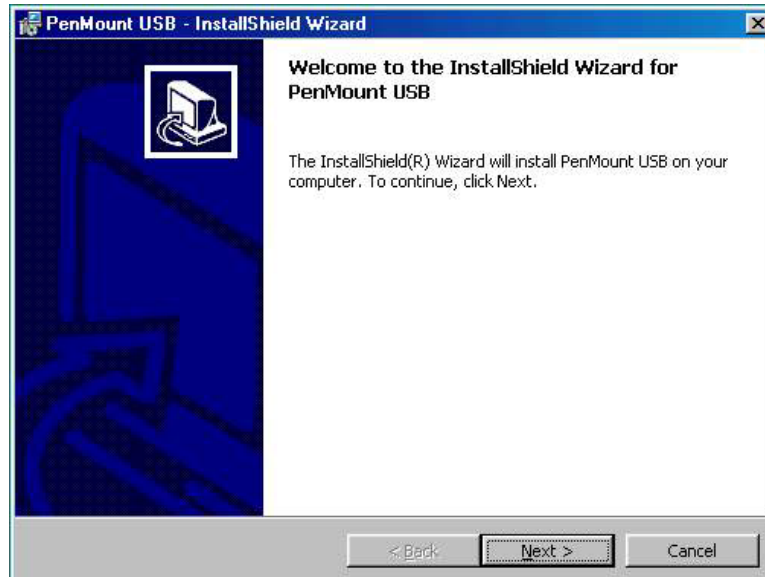 PenMount USB - InstallShield Wizard
Welcome to the InstallShield Wizard for
PenMount USB
The InstallShield(R) Wizard will install PenMount USB on your
computer. To continue, click Next.
< Back
Next >
Cancel